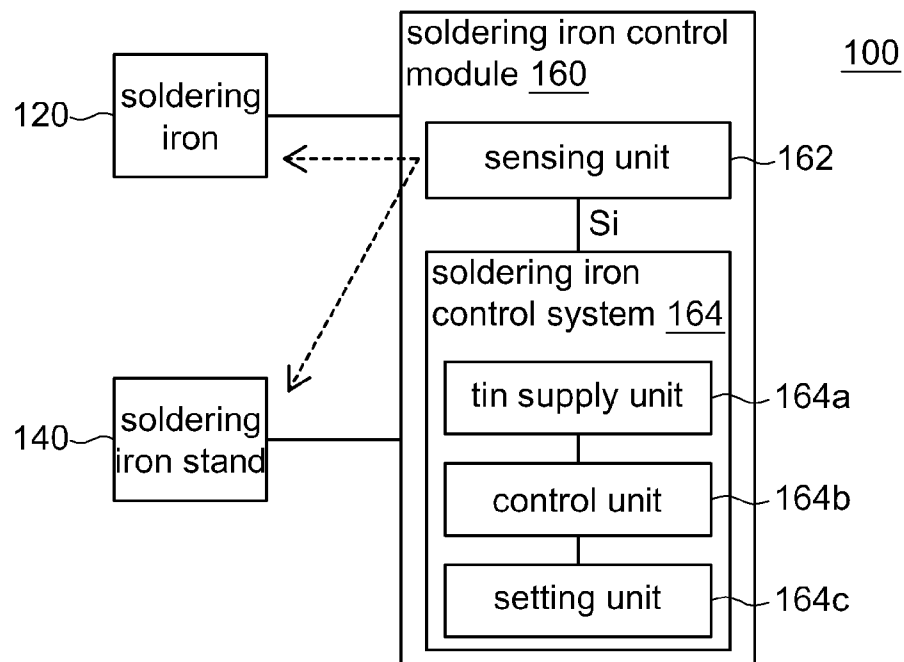 soldering iron control
module 160
100
120
soldering
iron
sensing unit
162
Si
soldering iron
control system 164
tin supply unit
164a
140
soldering
iron stand
control unit
164b
setting unit
164c